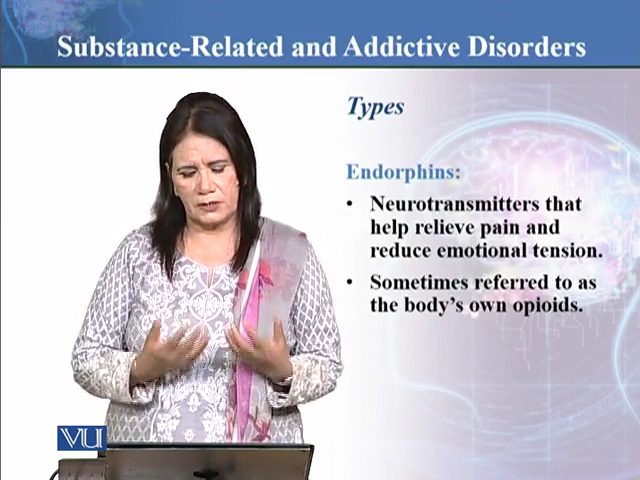 Substance-Related and Addictive Disorders
Types
Endorphins:
• Neurotransmitters that
help relieve pain and
reduce emotional tension.
• Sometimes referred to as
the body's own opioids.
VU